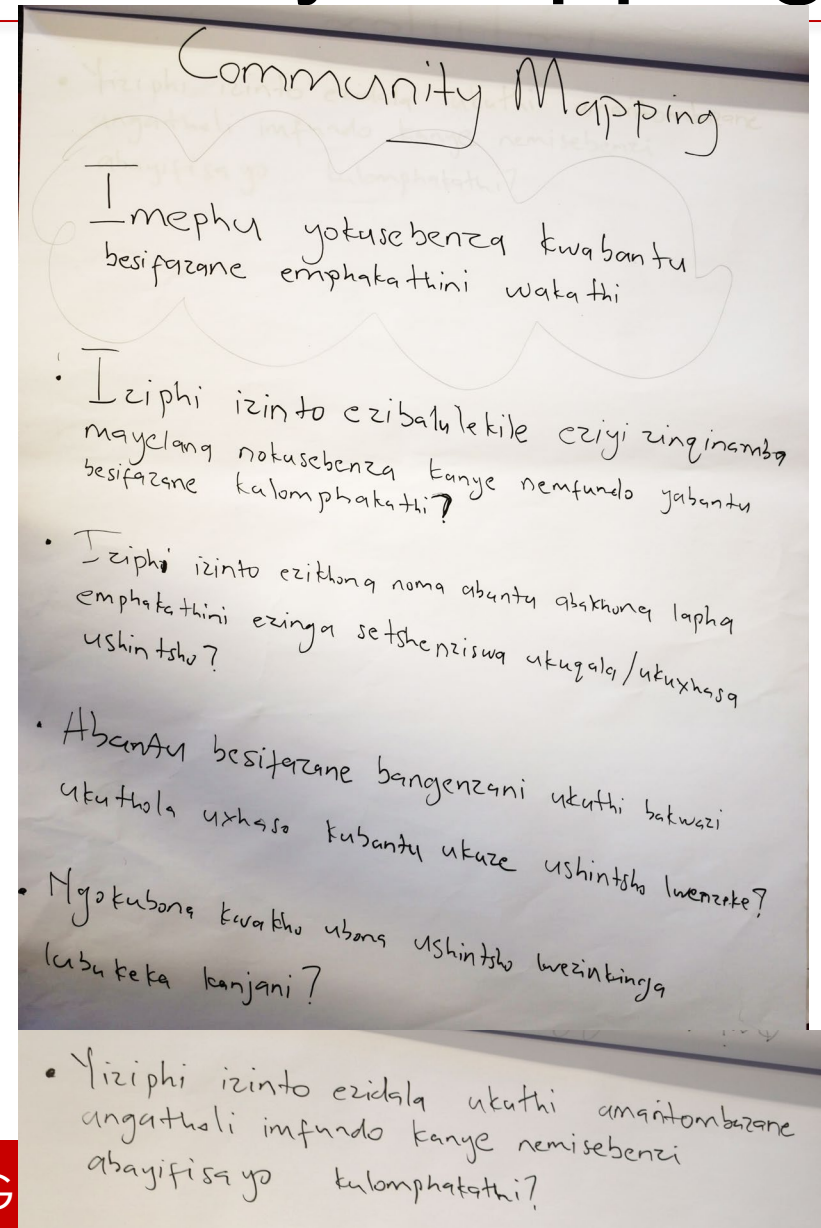 Community Mapping
Imephu yokusebenza kwabantu
besifazane emphakathini wakathi
• Iziphi izinto ezibalulekile eziyizinqinamba
mayelana nokusebenza kanye nemfundo yabantu
besifazane kulomphakathi?
• Iziphi izinto ezikhona noma abantu abakhona lapha
emphakathini ezinga setshenziswa ukuqala/ukuxhasa
ushintsho?
• Abantu besifazane bangenzani ukuthi bakwazi
ukuthola uxhaso kubantu ukuze ushintsho lwenzeke?
• Ngokubona kwakho ubona ushintsho lwezinkinga
lubukeka kanjani?
• Yiziphi izinto ezidala ukuthi amantombazane
angatholi imfundo kanye nemisebenzi
abayifisayo kulomphakathi?